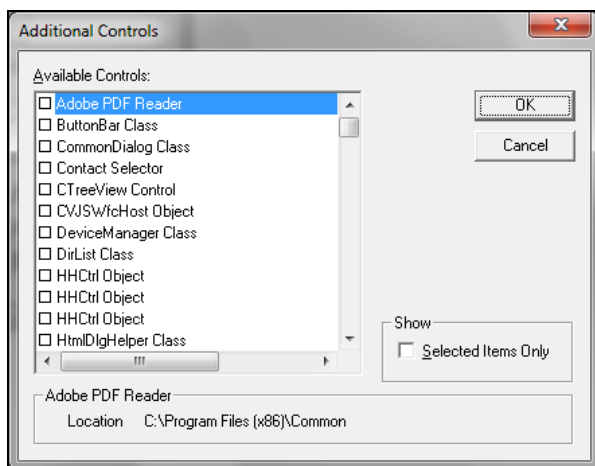 Additional Controls
Available Controls:
Adobe PDF Reader
ButtonBar Class
CommonDialog Class
Contact Selector
CTreeView Control
CVJSWfcHost Object
DeviceManager Class
DirList Class
HHCtrl Object
HHCtrl Object
HHCtrl Object
HtmlDlgHelper Class
OK
Cancel
Show
Selected Items Only
Adobe PDF Reader
Location C:\Program Files (x86)\Common